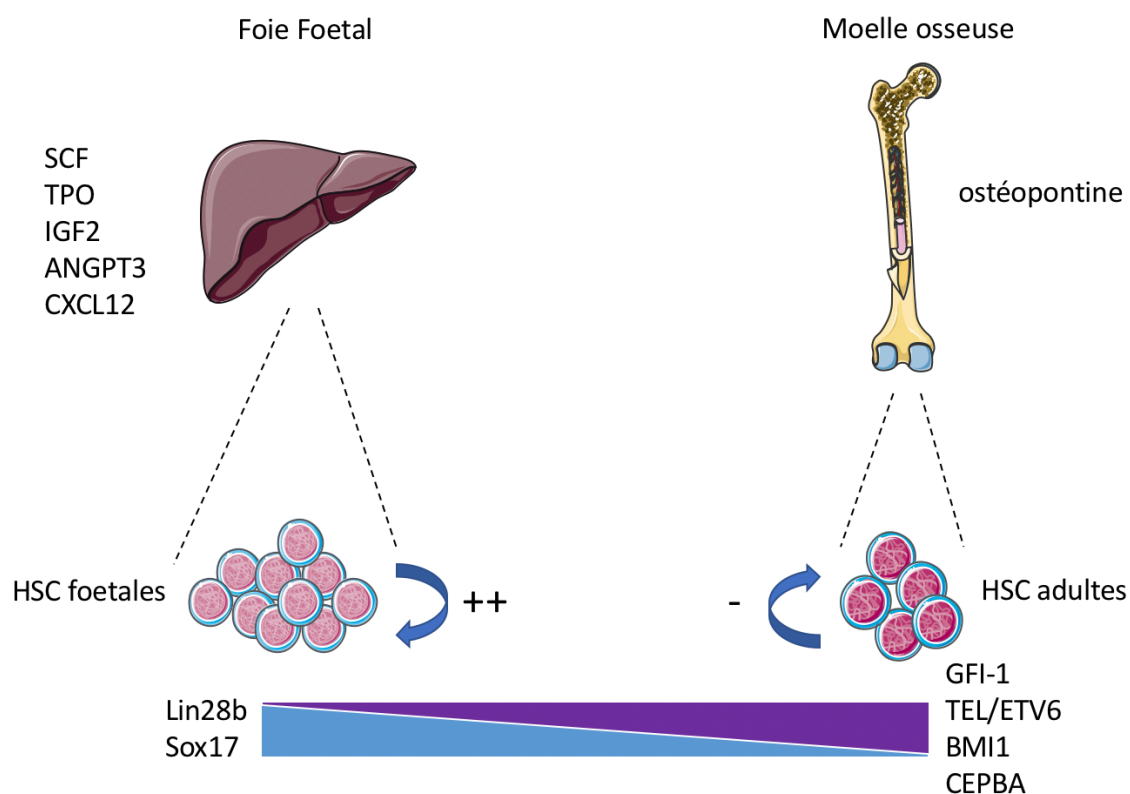 Foie Foetal
Moelle osseuse
SCF
TPO
IGF2
ANGPT3
CXCL12
ostéopontine
HSC foetales
++
-
HSC adultes
Lin28b
Sox17
GFI-1
TEL/ETV6
BMI1
CEPBA